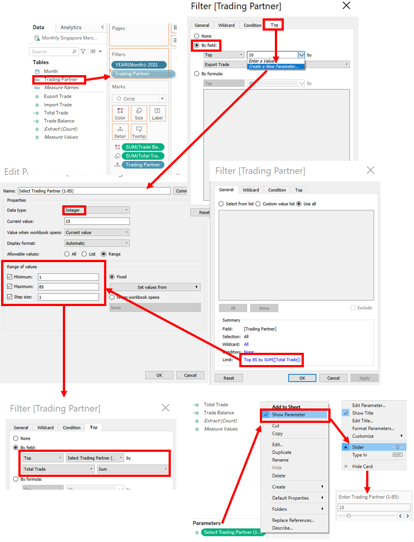 Data
Analytics
Pages
Monthly Singapore Merc...
Search
Tables
Month
Trading Partner
Measure Names
Export Trade
Import Trade
Total Trade
Trade Balance
Extract (Count)
Measure Values
Filters
YEAR(Month): 2011
Trading Partner
Marks
Circle
Color
Size
Label
Detail
Tooltip
SUM(Trade Ba..
SUM(Total Tra..
Trading Partner
Filter [Trading Partner]
General
Wildcard
Condition
Top
None
By field:
Top
10
by
Enter a Value
Create a New Parameter...
Export Trade
By formula:
Top
by
Reset
Edit P
Name: Select Trading Partner (1-85)
Comm
Properties
Data type:
Integer
Current value:
15
Value when workbook opens:
Current value
Display format:
Automatic
Allowable values:
All
List
Range
Range of values
Minimum:
1
Maximum:
85
Step size:
1
Fixed
Set values from
When workbook opens
None
OK
Cancel
Filter [Trading Partner]
General
Wildcard
Condition
Top
Select from list
Custom value list
Use all
All
None
Exclude
Summary
Field: [Trading Partner]
Selection: All
Wildcard: All
Condition: None
Limit: Top 85 by SUM([Total Trade])
Reset
OK
Cancel
Apply
Filter [Trading Partner]
General
Wildcard
Condition
Top
None
By field:
Top
Select Trading Partner (...
by
Total Trade
Sum
By formula:
Top
by
Total Trade
Trade Balance
Extract (Count)
Measure Values
Parameters
Select Trading Partner (1
Add to Sheet
Show Parameter
Cut
Copy
Edit...
Duplicate
Rename
Hide
Delete
Create
Default Properties
Folders
Replace References...
Describe...
Edit Parameter...
Show Title
Edit Title...
Format Parameters...
Customize
Slider
Type In
Hide Card
Enter Trading Partner (1-85)
15